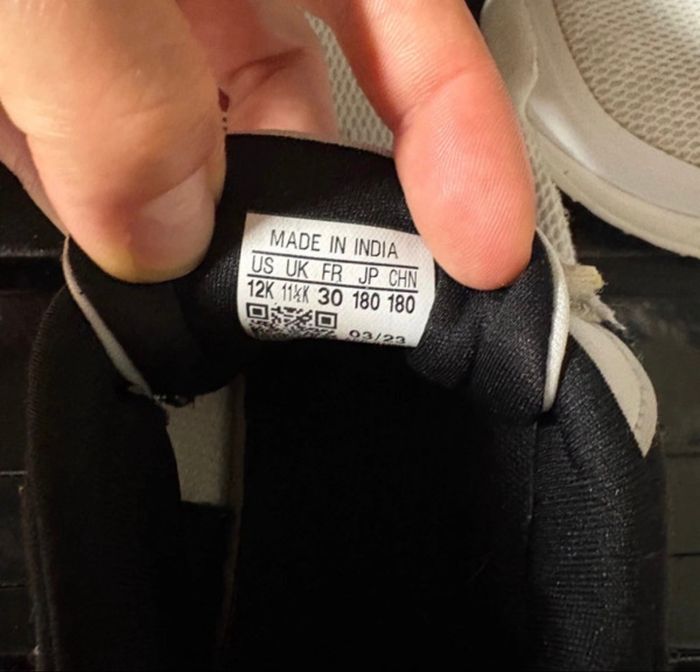 MADE IN INDIA
US UK FR JP CHN
12K 11½K 30 180 180
03/23